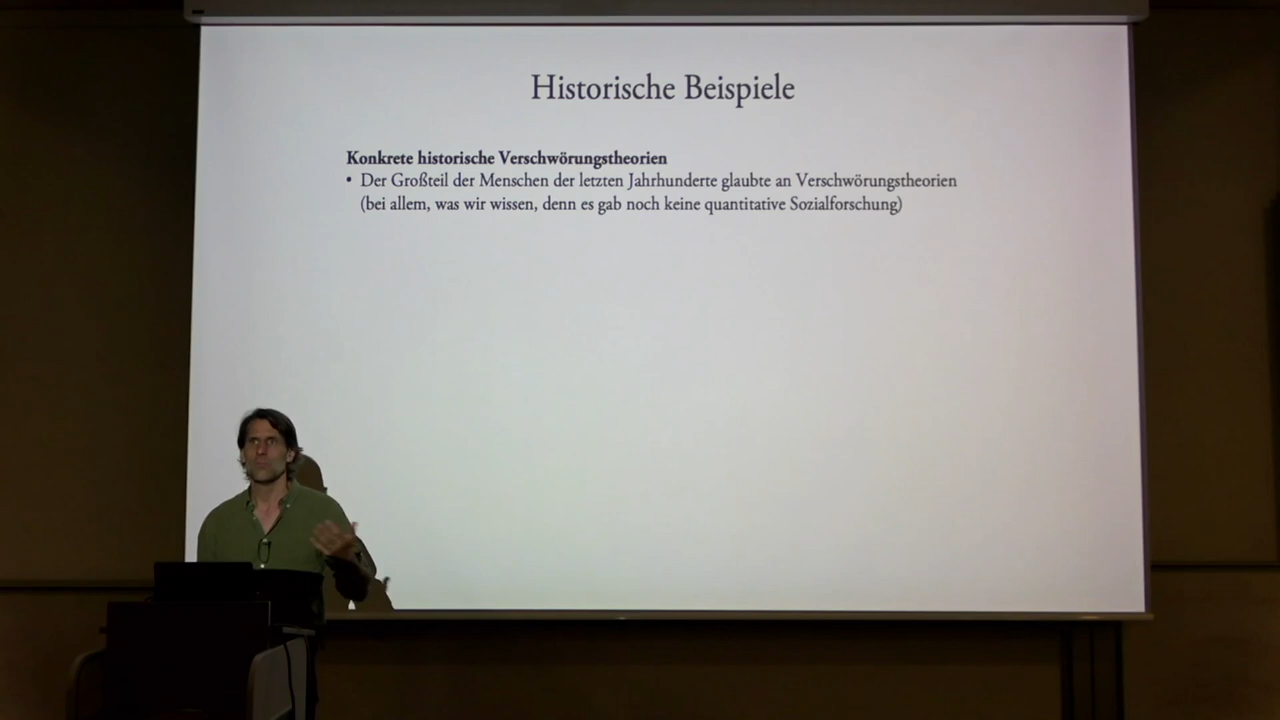 Historische Beispiele
Konkrete historische Verschwörungstheorien
• Der Großteil der Menschen der letzten Jahrhunderte glaubte an Verschwörungstheorien
(bei allem, was wir wissen, denn es gab noch keine quantitative Sozialforschung)